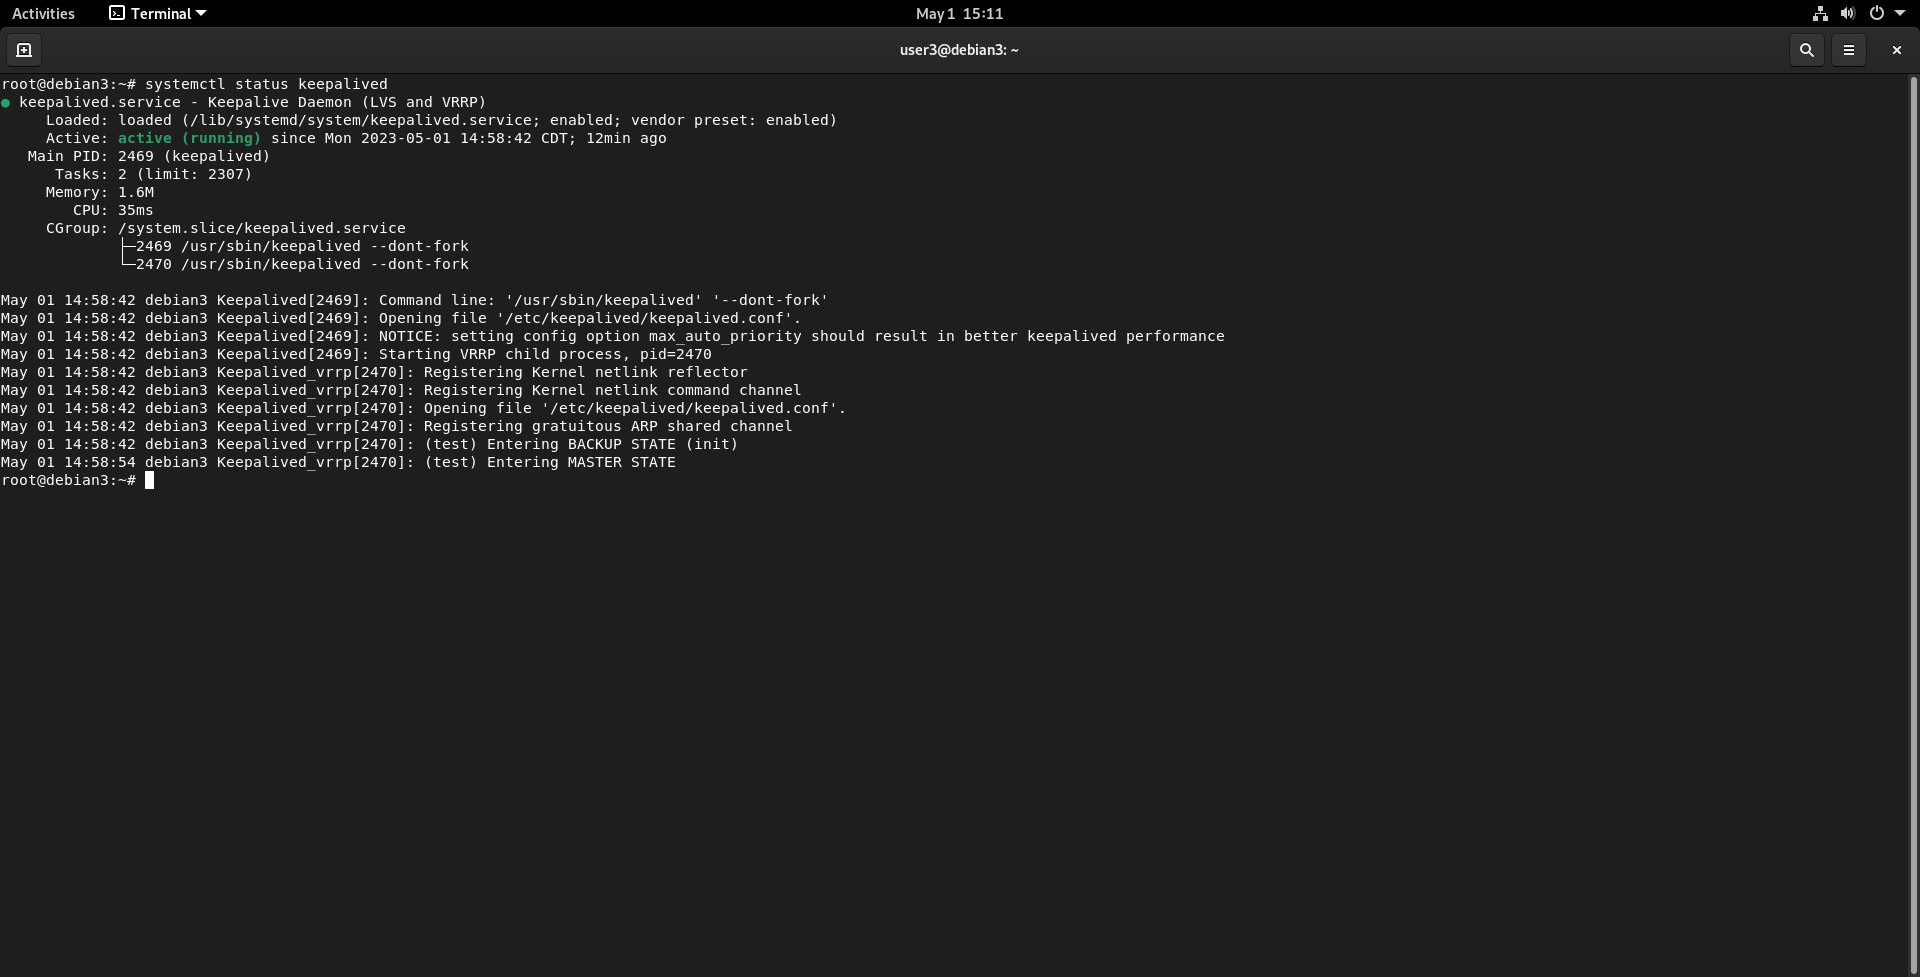 Activities Terminal May 1 15:11
user3@debian3: ~
root@debian3:~# systemctl status keepalived
● keepalived.service - Keepalive Daemon (LVS and VRRP)
     Loaded: loaded (/lib/systemd/system/keepalived.service; enabled; vendor preset: enabled)
     Active: active (running) since Mon 2023-05-01 14:58:42 CDT; 12min ago
   Main PID: 2469 (keepalived)
      Tasks: 2 (limit: 2307)
     Memory: 1.6M
        CPU: 35ms
     CGroup: /system.slice/keepalived.service
             ├─2469 /usr/sbin/keepalived --dont-fork
             └─2470 /usr/sbin/keepalived --dont-fork

May 01 14:58:42 debian3 Keepalived[2469]: Command line: '/usr/sbin/keepalived' '--dont-fork'
May 01 14:58:42 debian3 Keepalived[2469]: Opening file '/etc/keepalived/keepalived.conf'.
May 01 14:58:42 debian3 Keepalived[2469]: NOTICE: setting config option max_auto_priority should result in better keepalived performance
May 01 14:58:42 debian3 Keepalived[2469]: Starting VRRP child process, pid=2470
May 01 14:58:42 debian3 Keepalived_vrrp[2470]: Registering Kernel netlink reflector
May 01 14:58:42 debian3 Keepalived_vrrp[2470]: Registering Kernel netlink command channel
May 01 14:58:42 debian3 Keepalived_vrrp[2470]: Opening file '/etc/keepalived/keepalived.conf'.
May 01 14:58:42 debian3 Keepalived_vrrp[2470]: Registering gratuitous ARP shared channel
May 01 14:58:42 debian3 Keepalived_vrrp[2470]: (test) Entering BACKUP STATE (init)
May 01 14:58:54 debian3 Keepalived_vrrp[2470]: (test) Entering MASTER STATE
root@debian3:~#